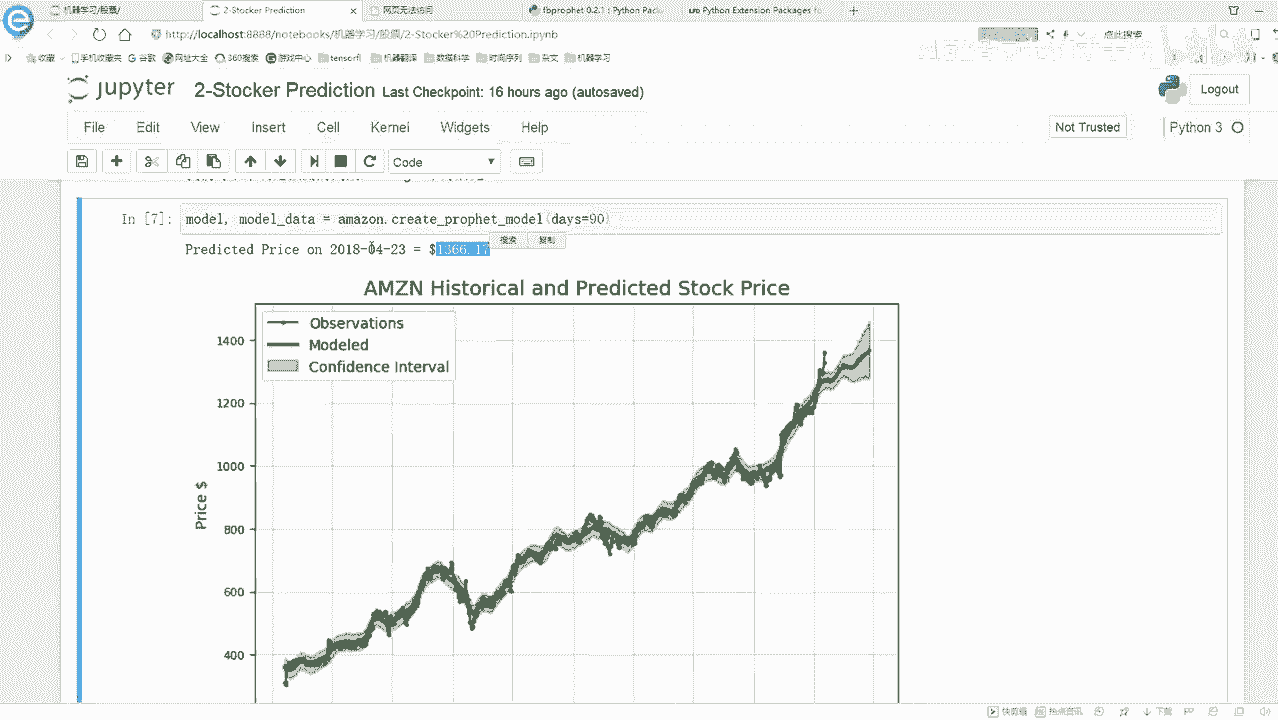 机器学习/股票/
2-Stocker Prediction
网页无法访问
fbprophet 0.2.1 : Python Pack
Python Extension Packages fo
http://localhost:8888/notebooks/机器学习/股票/2-Stocker%20Prediction.ipynb
点此搜索
收藏
手机收藏夹
谷歌
网址大全
360搜索
游戏中心
机器翻译
数据科学
时间序列
杂文
机器学习
jupyter
2-Stocker Prediction
Last Checkpoint: 16 hours ago (autosaved)
Logout
File
Edit
View
Insert
Cell
Kernel
Widgets
Help
Not Trusted
Python 3
Code
In [7]:
model, model_data = amazon.create_prophet_model(days=90)
Predicted Price on 2018-04-23 = $1366.17
搜索
复制
AMZN Historical and Predicted Stock Price
Observations
Modeled
Confidence Interval
1400
1200
1000
800
600
400
Price $
快剪辑
热点资讯
下载